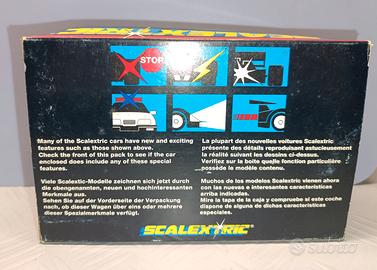 SCALEXTRIC
STOP
Many of the Scalextric cars have new and exciting
features such as those shown above.
Check the front of this pack to see if the car
enclosed does include any of these special
features.
La plupart des nouvelles voitures Scalextric
présente des détails reproduisant astucieusement
la réalité suivant les dessins ci-dessus.
Verifiez sur la boite quelle fonction particulière
possède le modèle contenu.
Viele Scalextic-Modelle zeichnen sich jetzt durch
die obengenannten, neuen und hochinteressanten
Merkmale aus.
Sehen Sie auf der Vorderseite der Verpackung
nach, ob dieser Wagen über eins oder mehrere
dieser Spezialmerkmale verfügt.
Muchos de los modelos Scalextric vienen ahora
con las nuevas e interesantes características
arriba indicadas.
Mire la tapa de la caja y compruebe si este coche
dispone de alguna de dichas características
especiales.
SCALEXTRIC®
Subito